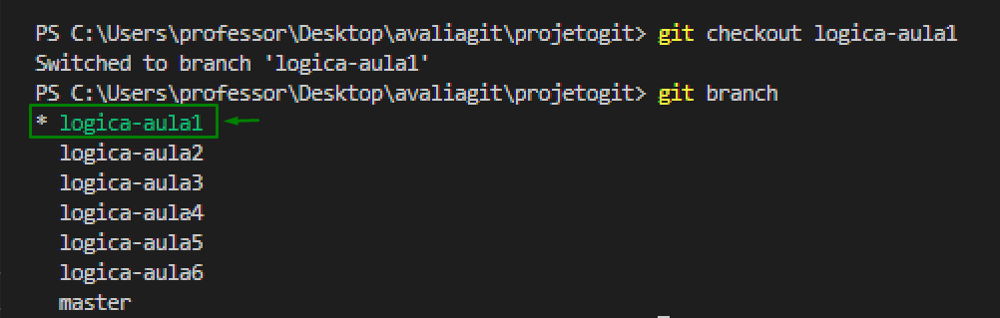 PS C:\Users\professor\Desktop\avaliagit\projetogit> git checkout logica-aula1
Switched to branch 'logica-aula1'
PS C:\Users\professor\Desktop\avaliagit\projetogit> git branch
* logica-aula1
logica-aula2
logica-aula3
logica-aula4
logica-aula5
logica-aula6
master